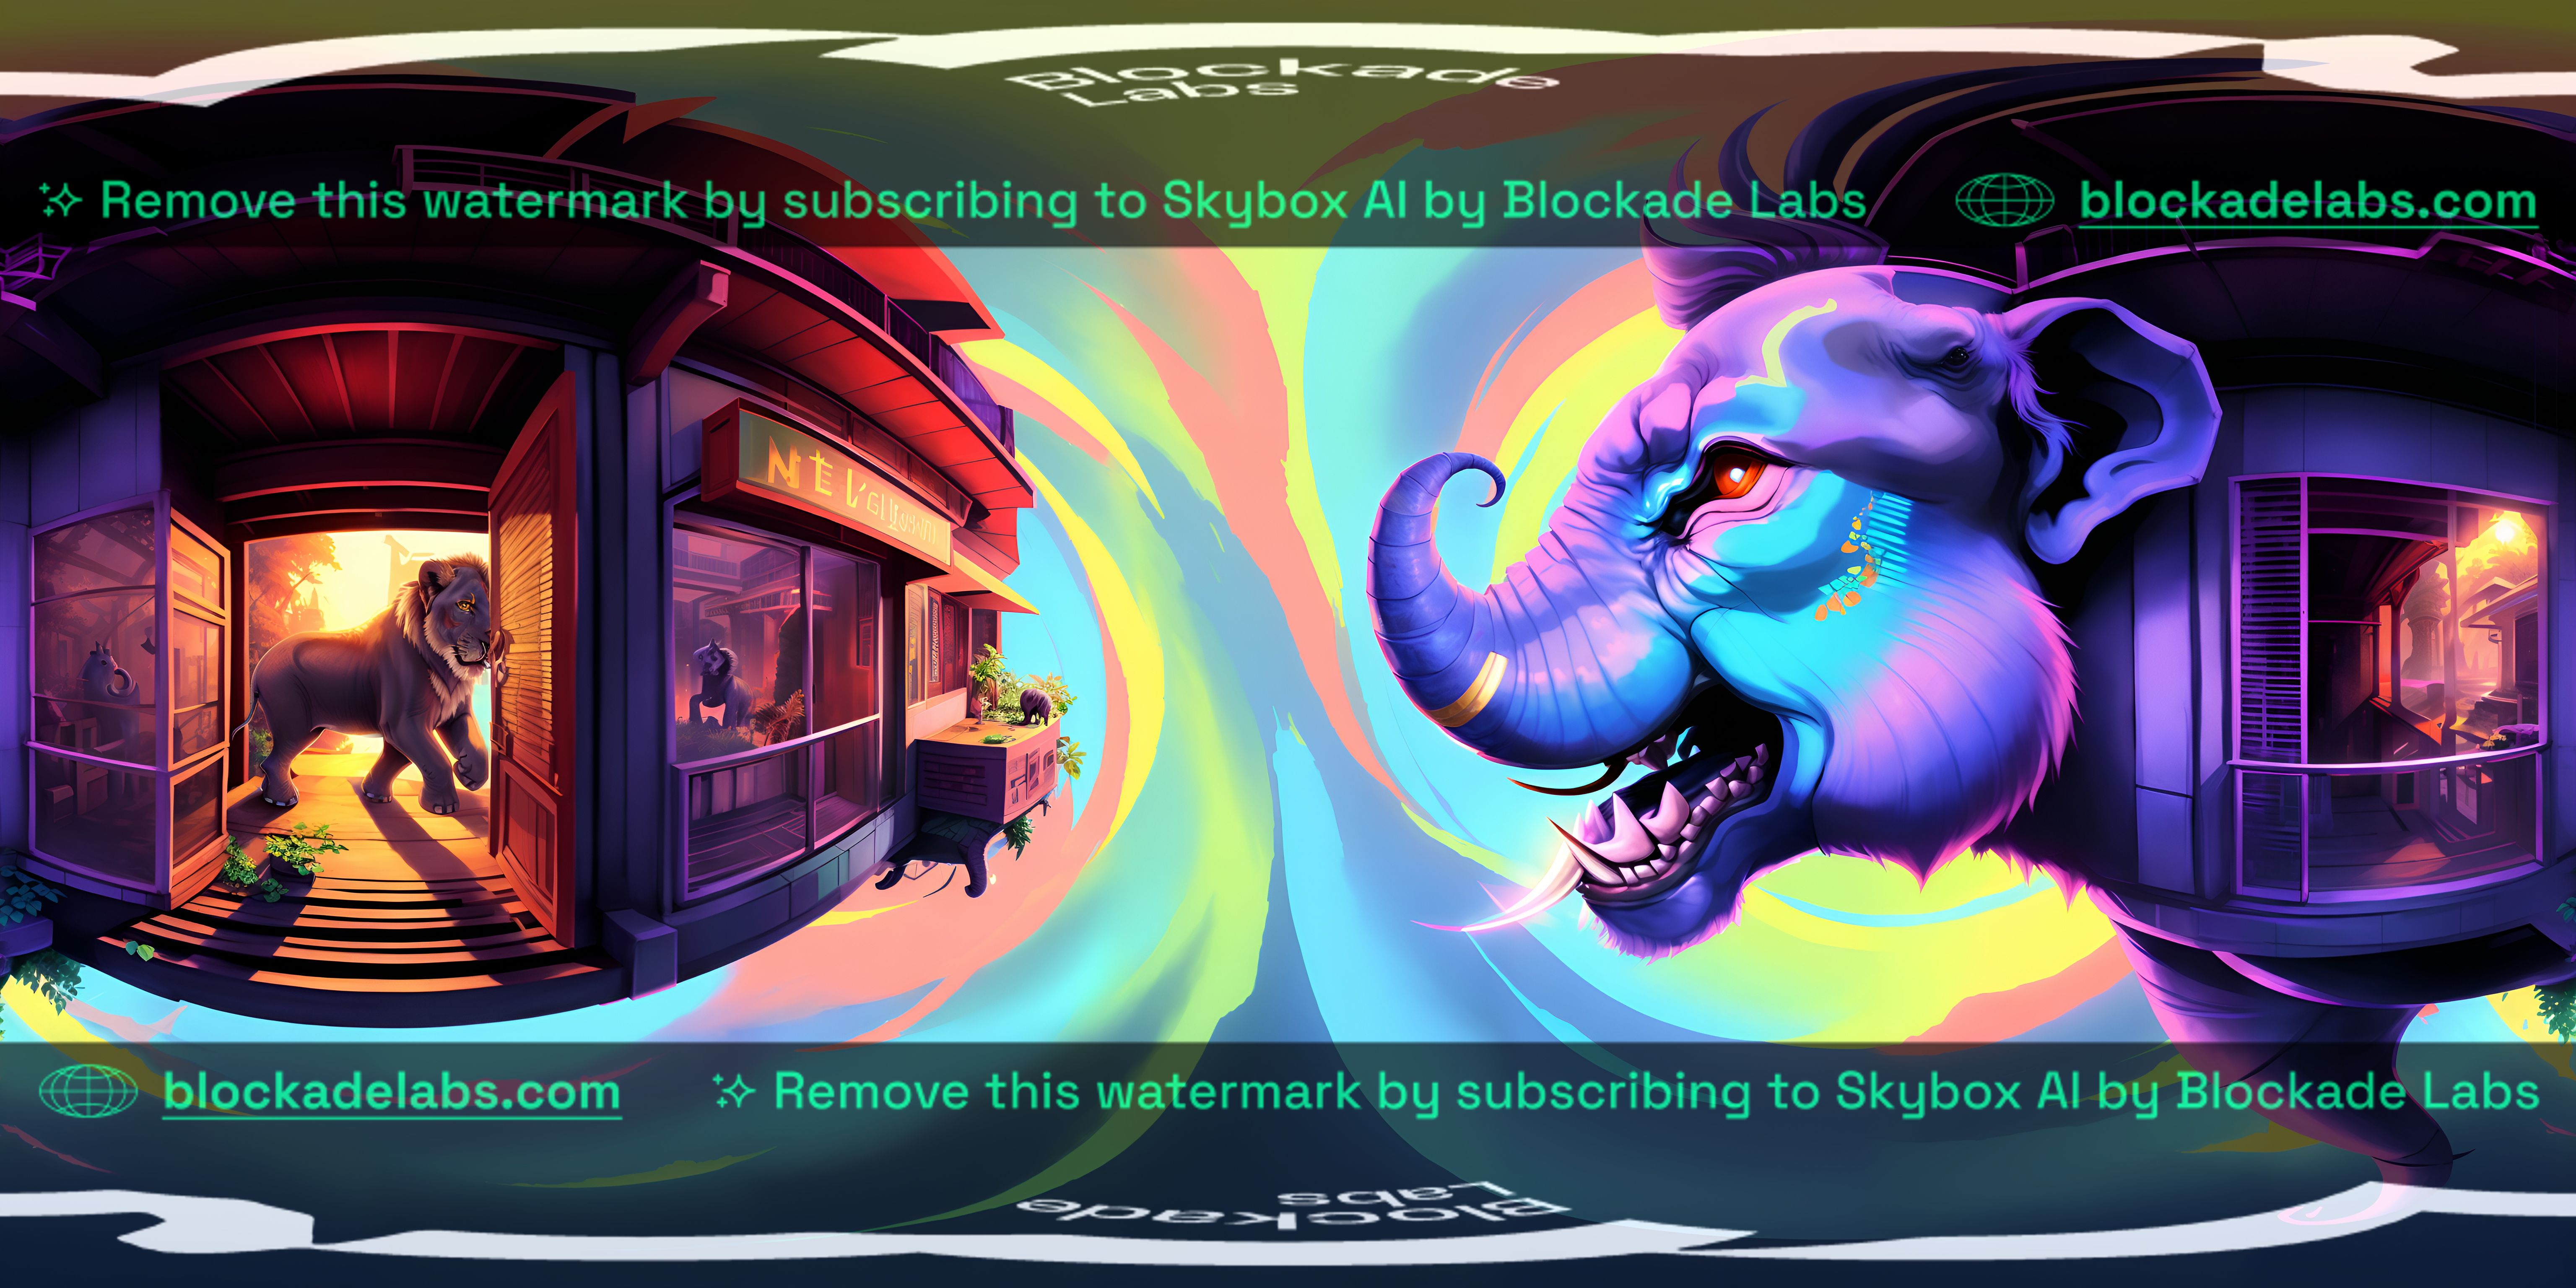 Blockade
Labs
Remove this watermark by subscribing to Skybox AI by Blockade Labs
blockadelabs.com
blockadelabs.com
Remove this watermark by subscribing to Skybox AI by Blockade Labs
Labs
Blockade